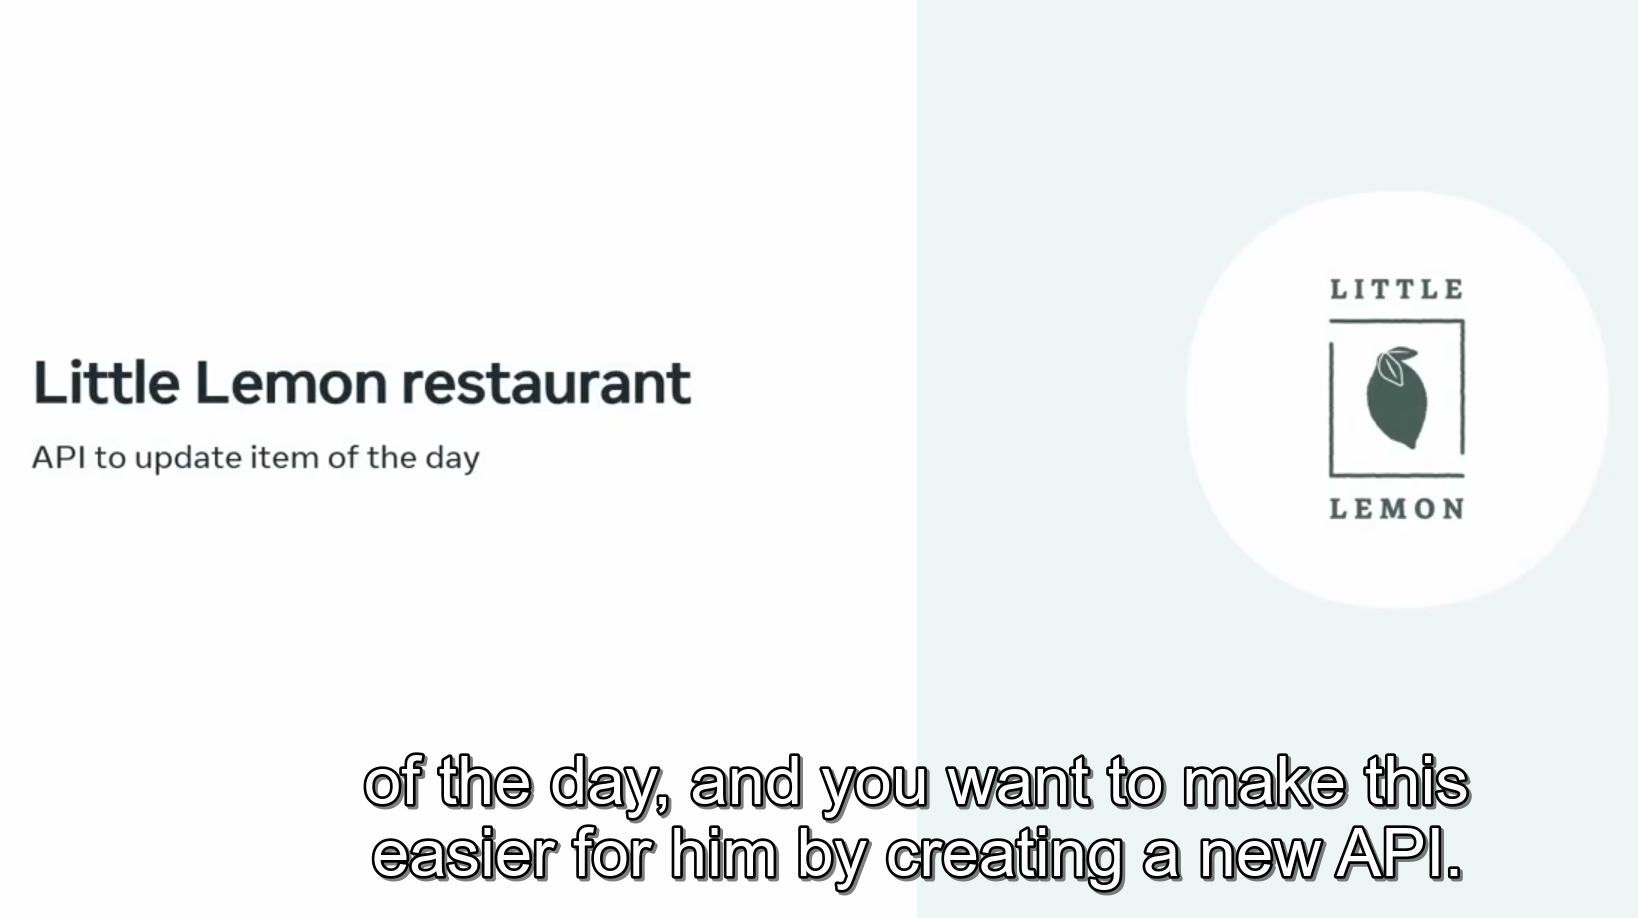 Little Lemon restaurant
API to update item of the day
LITTLE
LEMON
of the day, and you want to make this
easier for him by creating a new API.